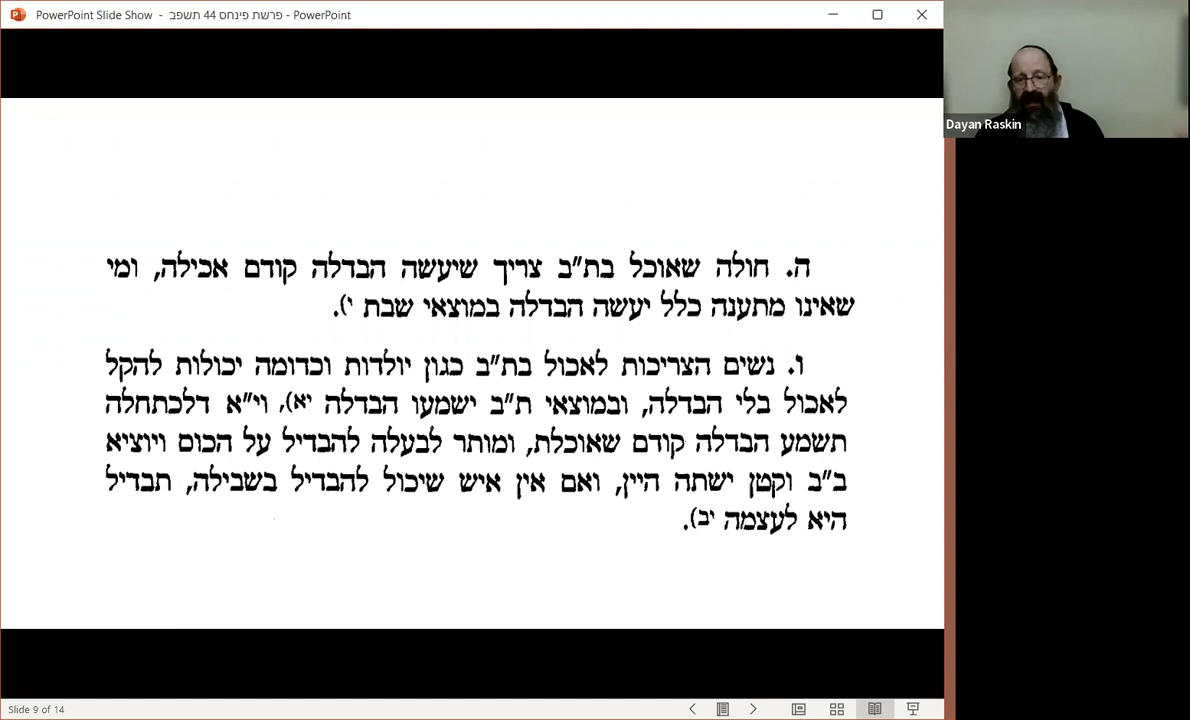 PowerPoint Slide Show - פרשת פינחס 44 תשפב - PowerPoint
Dayan Raskin
ה. חולה שאוכל בת"ב צריך שיעשה הבדלה קודם אכילה, ומי
שאינו מתענה כלל יעשה הבדלה במוצאי שבת י).
ו. נשים הצריכות לאכול בת"ב כגון יולדות וכדומה יכולות להקל
לאכול בלי הבדלה, ובמוצאי ת"ב ישמעו הבדלה יא), וי"א דלכתחלה
תשמע הבדלה קודם שאוכלת, ומותר לבעלה להבדיל על הכוס ויוציא
ב"ב וקטן ישתה היין, ואם אין איש שיכול להבדיל בשבילה, תבדיל
היא לעצמה יב).
Slide 9 of 14